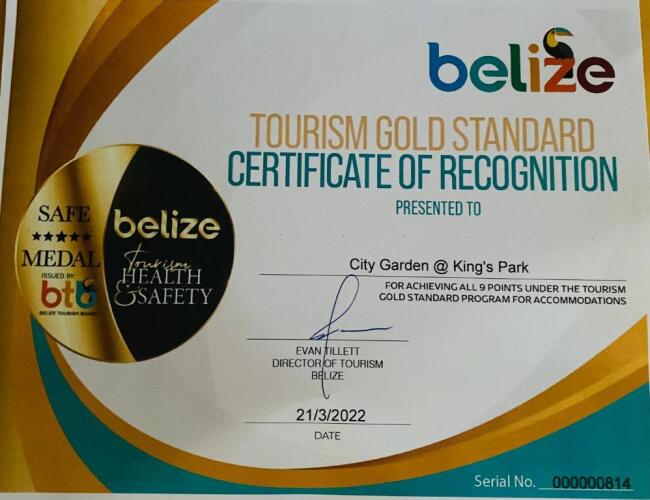 belize
TOURISM GOLD STANDARD
CERTIFICATE OF RECOGNITION
PRESENTED TO
SAFE
MEDAL
ISSUED BY
btb
BELIZE TOURISM BOARD
belize
Tourism
HEALTH
& SAFETY
City Garden @ King's Park
FOR ACHIEVING ALL 9 POINTS UNDER THE TOURISM
GOLD STANDARD PROGRAM FOR ACCOMMODATIONS
EVAN TILLETT
DIRECTOR OF TOURISM
BELIZE
21/3/2022
DATE
Serial No. 000000814